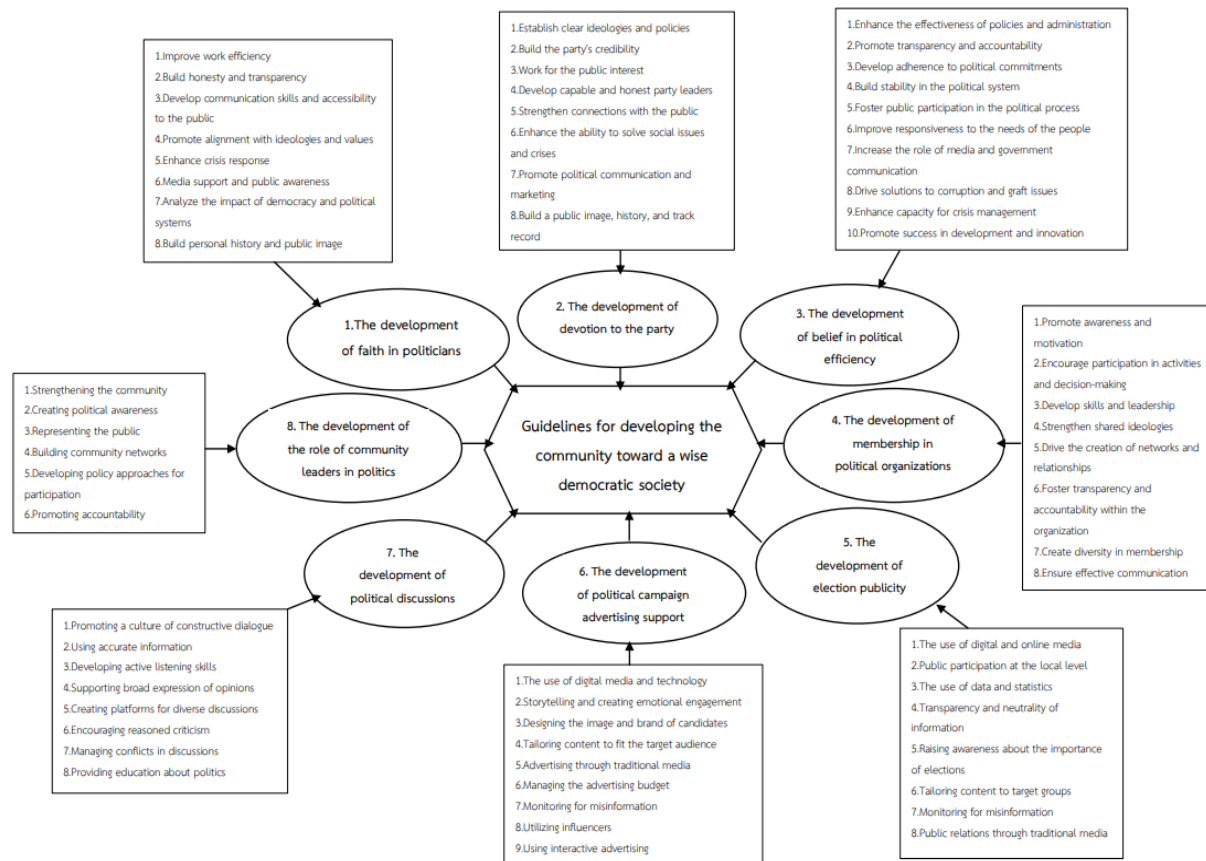 1.Improve work efficiency
2.Build honesty and transparency
3.Develop communication skills and accessibility
to the public
4.Promote alignment with ideologies and values
5.Enhance crisis response
6.Media support and public awareness
7.Analyze the impact of democracy and political
systems
8.Build personal history and public image
1.Establish clear ideologies and policies
2.Build the party's credibility
3.Work for the public interest
4.Develop capable and honest party leaders
5.Strengthen connections with the public
6.Enhance the ability to solve social issues
and crises
7.Promote political communication and
marketing
8.Build a public image, history, and track
record
1.Enhance the effectiveness of policies and administration
2.Promote transparency and accountability
3.Develop adherence to political commitments
4.Build stability in the political system
5.Foster public participation in the political process
6.Improve responsiveness to the needs of the people
7.Increase the role of media and government
communication
8.Drive solutions to corruption and graft issues
9.Enhance capacity for crisis management
10.Promote success in development and innovation
1.The development
of faith in politicians
2. The development of
devotion to the party
3. The development
of belief in political
efficiency
1.Promote awareness and
motivation
2.Encourage participation in activities
and decision-making
3.Develop skills and leadership
4.Strengthen shared ideologies
5.Drive the creation of networks and
relationships
6.Foster transparency and
accountability within the
organization
7.Create diversity in membership
8.Ensure effective communication
1.Strengthening the community
2.Creating political awareness
3.Representing the public
4.Building community networks
5.Developing policy approaches for
participation
6.Promoting accountability
8. The development of
the role of community
leaders in politics
Guidelines for developing the
community toward a wise
democratic society
4. The development of
membership in
political organizations
7. The
development of
political discussions
6. The development
of political campaign
advertising support
5. The
development of
election publicity
1.Promoting a culture of constructive dialogue
2.Using accurate information
3.Developing active listening skills
4.Supporting broad expression of opinions
5.Creating platforms for diverse discussions
6.Encouraging reasoned criticism
7.Managing conflicts in discussions
8.Providing education about politics
1.The use of digital media and technology
2.Storytelling and creating emotional engagement
3.Designing the image and brand of candidates
4.Tailoring content to fit the target audience
5.Advertising through traditional media
6.Managing the advertising budget
7.Monitoring for misinformation
8.Utilizing influencers
9.Using interactive advertising
1.The use of digital and online media
2.Public participation at the local level
3.The use of data and statistics
4.Transparency and neutrality of
information
5.Raising awareness about the importance
of elections
6.Tailoring content to target groups
7.Monitoring for misinformation
8.Public relations through traditional media